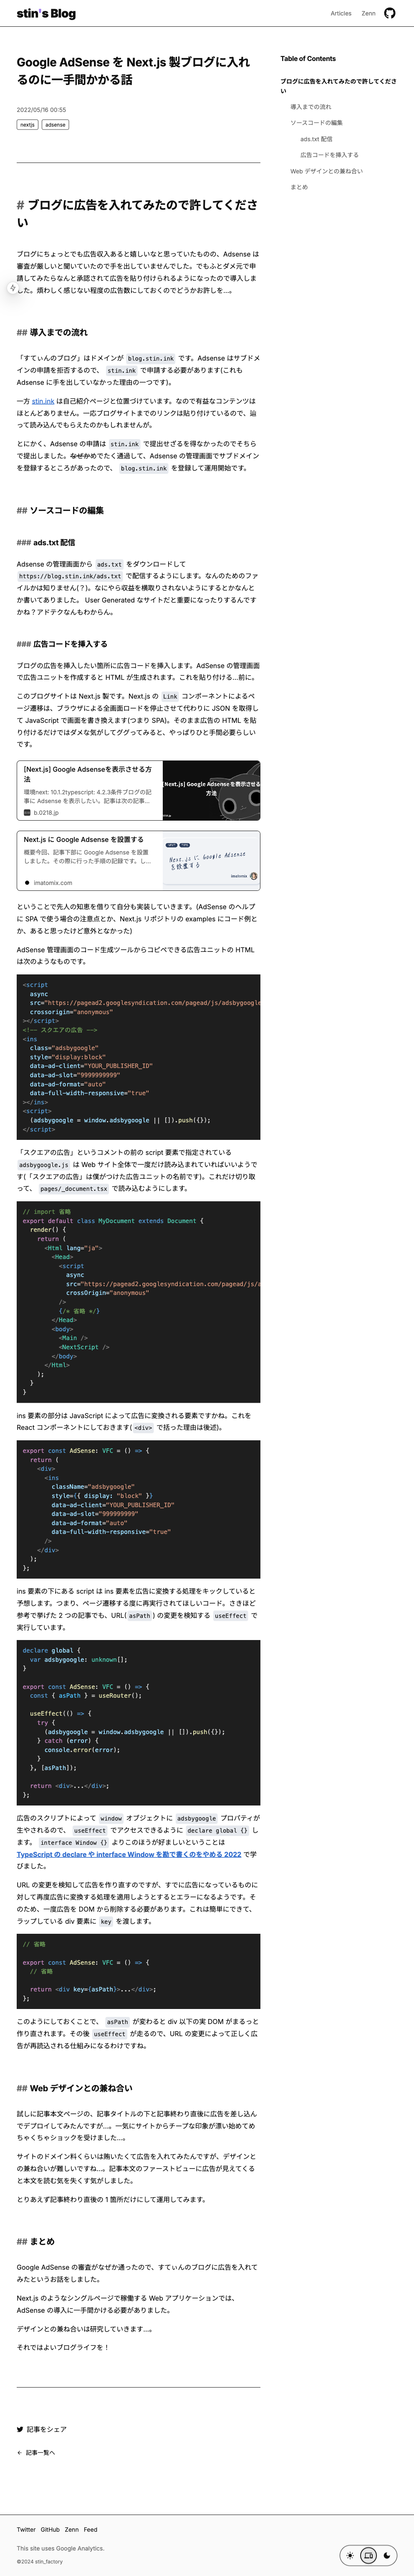 stin's Blog
Articles
Zenn
Google AdSense を Next.js 製ブログに入れ
るのに一手間かかる話
2022/05/16 00:55
nextjs
adsense
Table of Contents
ブログに広告を入れてみたので許してくださ
い
導入までの流れ
ソースコードの編集
ads.txt 配信
広告コードを挿入する
Web デザインとの兼ね合い
まとめ
# ブログに広告を入れてみたので許してくださ
い
ブログにちょっとでも広告収入あると嬉しいなと思っていたものの、Adsense は
審査が厳しいと聞いていたので手を出していませんでした。でもふとダメ元で申
請してみたらなんと承認されて広告を貼り付けられるようになったので導入しま
した。煩わしく感じない程度の広告数にしておくのでどうかお許しを...。
## 導入までの流れ
「すてぃんのブログ」はドメインが blog.stin.ink です。Adsense はサブドメ
インの申請を拒否するので、 stin.ink で申請する必要があります(これも
Adsense に手を出していなかった理由の一つです)。
一方 stin.ink は自己紹介ページと位置づけています。なので有益なコンテンツは
ほとんどありません。一応ブログサイトまでのリンクは貼り付けているので、辿
って読み込んでもらえたのかもしれませんが。
とにかく、Adsense の申請は stin.ink で提出せざるを得なかったのでそちら
で提出しました。なぜかめでたく通過して、Adsense の管理画面でサブドメイン
を登録するところがあったので、 blog.stin.ink を登録して運用開始です。
## ソースコードの編集
### ads.txt 配信
Adsense の管理画面から ads.txt をダウンロードして
https://blog.stin.ink/ads.txt で配信するようにします。なんのためのファ
イルかは知りません(？)。なにやら収益を横取りされないようにするとかなんと
か書いてありました。 User Generated なサイトだと重要になったりするんです
かね？アドテクなんもわからん。
### 広告コードを挿入する
ブログの広告を挿入したい箇所に広告コードを挿入します。AdSense の管理画面
で広告ユニットを作成すると HTML が生成されます。これを貼り付ける...前に。
このブログサイトは Next.js 製です。Next.js の Link コンポーネントによるペ
ージ遷移は、ブラウザによる全画面ロードを停止させて代わりに JSON を取得し
て JavaScript で画面を書き換えます(つまり SPA)。そのまま広告の HTML を貼
り付けるだけではダメな気がしてググってみると、やっぱりひと手間必要らしい
です。
[Next.js] Google Adsenseを表示させる方
法
環境next: 10.1.2typescript: 4.2.3条件ブログの記
事に Adsense を表示したい。記事は次の記事...
b.0218.jp
[Next.js] Google Adsenseを表示させる
方法
Next.js に Google Adsense を設置する
概要今回、記事下部に Google Adsense を設置
しました。その際に行った手順の記録です。し...
imatomix.com
Next.js に Google Adsense
を設置する
ということで先人の知恵を借りて自分も実装していきます。(AdSense のヘルプ
に SPA で使う場合の注意点とか、Next.js リポジトリの examples にコード例と
か、あると思ったけど意外となかった)
AdSense 管理画面のコード生成ツールからコピペできる広告ユニットの HTML
は次のようなものです。
<script
async
src="https://pagead2.googlesyndication.com/pagead/js/adsbygoogle
crossorigin="anonymous"
></script>
<!-- スクエアの広告 -->
<ins
class="adsbygoogle"
style="display:block"
data-ad-client="YOUR_PUBLISHER_ID"
data-ad-slot="9999999999"
data-ad-format="auto"
data-full-width-responsive="true"
></ins>
<script>
(adsbygoogle = window.adsbygoogle || []).push({});
</script>
「スクエアの広告」というコメントの前の script 要素で指定されている
adsbygoogle.js は Web サイト全体で一度だけ読み込まれていればいいようで
す(「スクエアの広告」は僕がつけた広告ユニットの名前です)。これだけ切り取
って、 pages/_document.tsx で読み込むようにします。
// import 省略
export default class MyDocument extends Document {
render() {
return (
<Html lang="ja">
<Head>
<script
async
src="https://pagead2.googlesyndication.com/pagead/js/a
crossOrigin="anonymous"
/>
{/* 省略 */}
</Head>
<body>
<Main />
<NextScript />
</body>
</Html>
);
}
}
ins 要素の部分は JavaScript によって広告に変換される要素ですかね。これを
React コンポーネントにしておきます( <div> で括った理由は後述)。
export const AdSense: VFC = () => {
return (
<div>
<ins
className="adsbygoogle"
style={{ display: "block" }}
data-ad-client="YOUR_PUBLISHER_ID"
data-ad-slot="999999999"
data-ad-format="auto"
data-full-width-responsive="true"
/>
</div>
);
};
ins 要素の下にある script は ins 要素を広告に変換する処理をキックしていると
予想します。つまり、ページ遷移する度に再実行されてほしいコード。さきほど
参考で挙げた 2 つの記事でも、URL( asPath ) の変更を検知する useEffect で
実行しています。
declare global {
var adsbygoogle: unknown[];
}
export const AdSense: VFC = () => {
const { asPath } = useRouter();
useEffect(() => {
try {
(adsbygoogle = window.adsbygoogle || []).push({});
} catch (error) {
console.error(error);
}
}, [asPath]);
return <div>...</div>;
};
広告のスクリプトによって window オブジェクトに adsbygoogle プロパティが
生やされるので、 useEffect でアクセスできるように declare global {} し
ます。 interface Window {} よりこのほうが好ましいということは
TypeScript の declare や interface Window を勘で書くのをやめる 2022 で学
びました。
URL の変更を検知して広告を作り直すのですが、すでに広告になっているものに
対して再度広告に変換する処理を適用しようとするとエラーになるようです。そ
のため、一度広告を DOM から削除する必要があります。これは簡単にできて、
ラップしている div 要素に key を渡します。
// 省略
export const AdSense: VFC = () => {
// 省略
return <div key={asPath}>...</div>;
};
このようにしておくことで、 asPath が変わると div 以下の実 DOM がまるっと
作り直されます。その後 useEffect が走るので、URL の変更によって正しく広
告が再読込される仕組みになるわけですね。
## Web デザインとの兼ね合い
試しに記事本文ページの、記事タイトルの下と記事終わり直後に広告を差し込ん
でデプロイしてみたんですが...。一気にサイトからチープな印象が漂い始めてめ
ちゃくちゃショックを受けました...。
サイトのドメイン料くらいは賄いたくて広告を入れてみたんですが、デザインと
の兼ね合いが難しいですね...。記事本文のファーストビューに広告が見えてくる
と本文を読む気を失くす気がしました。
とりあえず記事終わり直後の 1 箇所だけにして運用してみます。
## まとめ
Google AdSense の審査がなぜか通ったので、すてぃんのブログに広告を入れて
みたというお話をしました。
Next.js のようなシングルページで稼働する Web アプリケーションでは、
AdSense の導入に一手間かける必要がありました。
デザインとの兼ね合いは研究していきます...。
それではよいブログライフを！
記事をシェア
← 記事一覧へ
Twitter
GitHub
Zenn
Feed
This site uses Google Analytics.
©2024 stin_factory